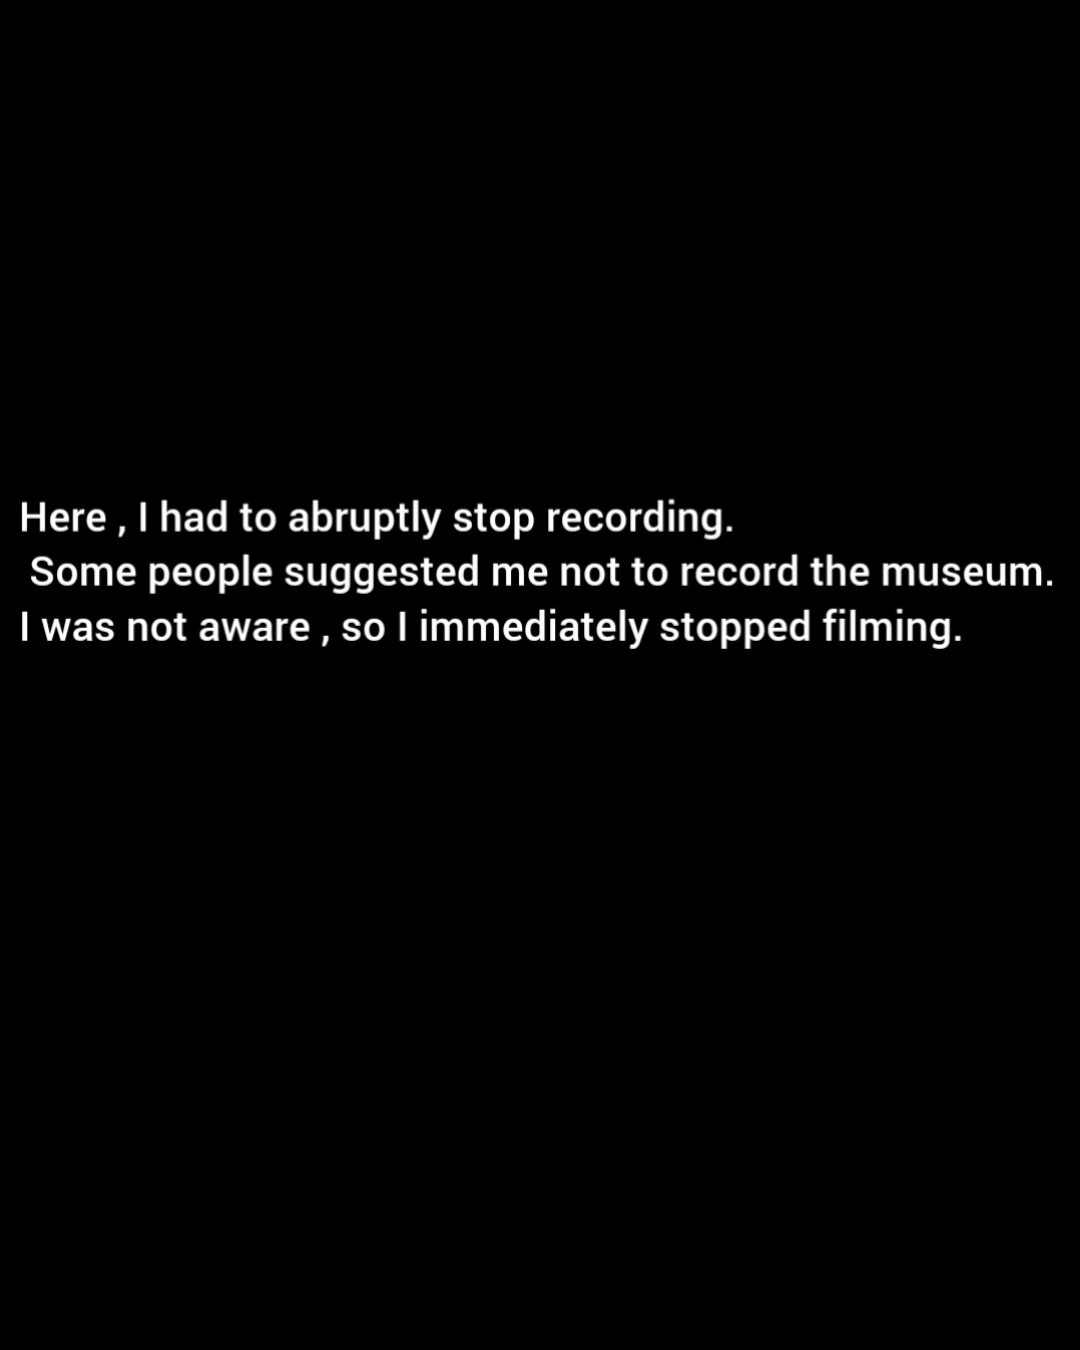 Here , I had to abruptly stop recording.
Some people suggested me not to record the museum.
I was not aware , so I immediately stopped filming.